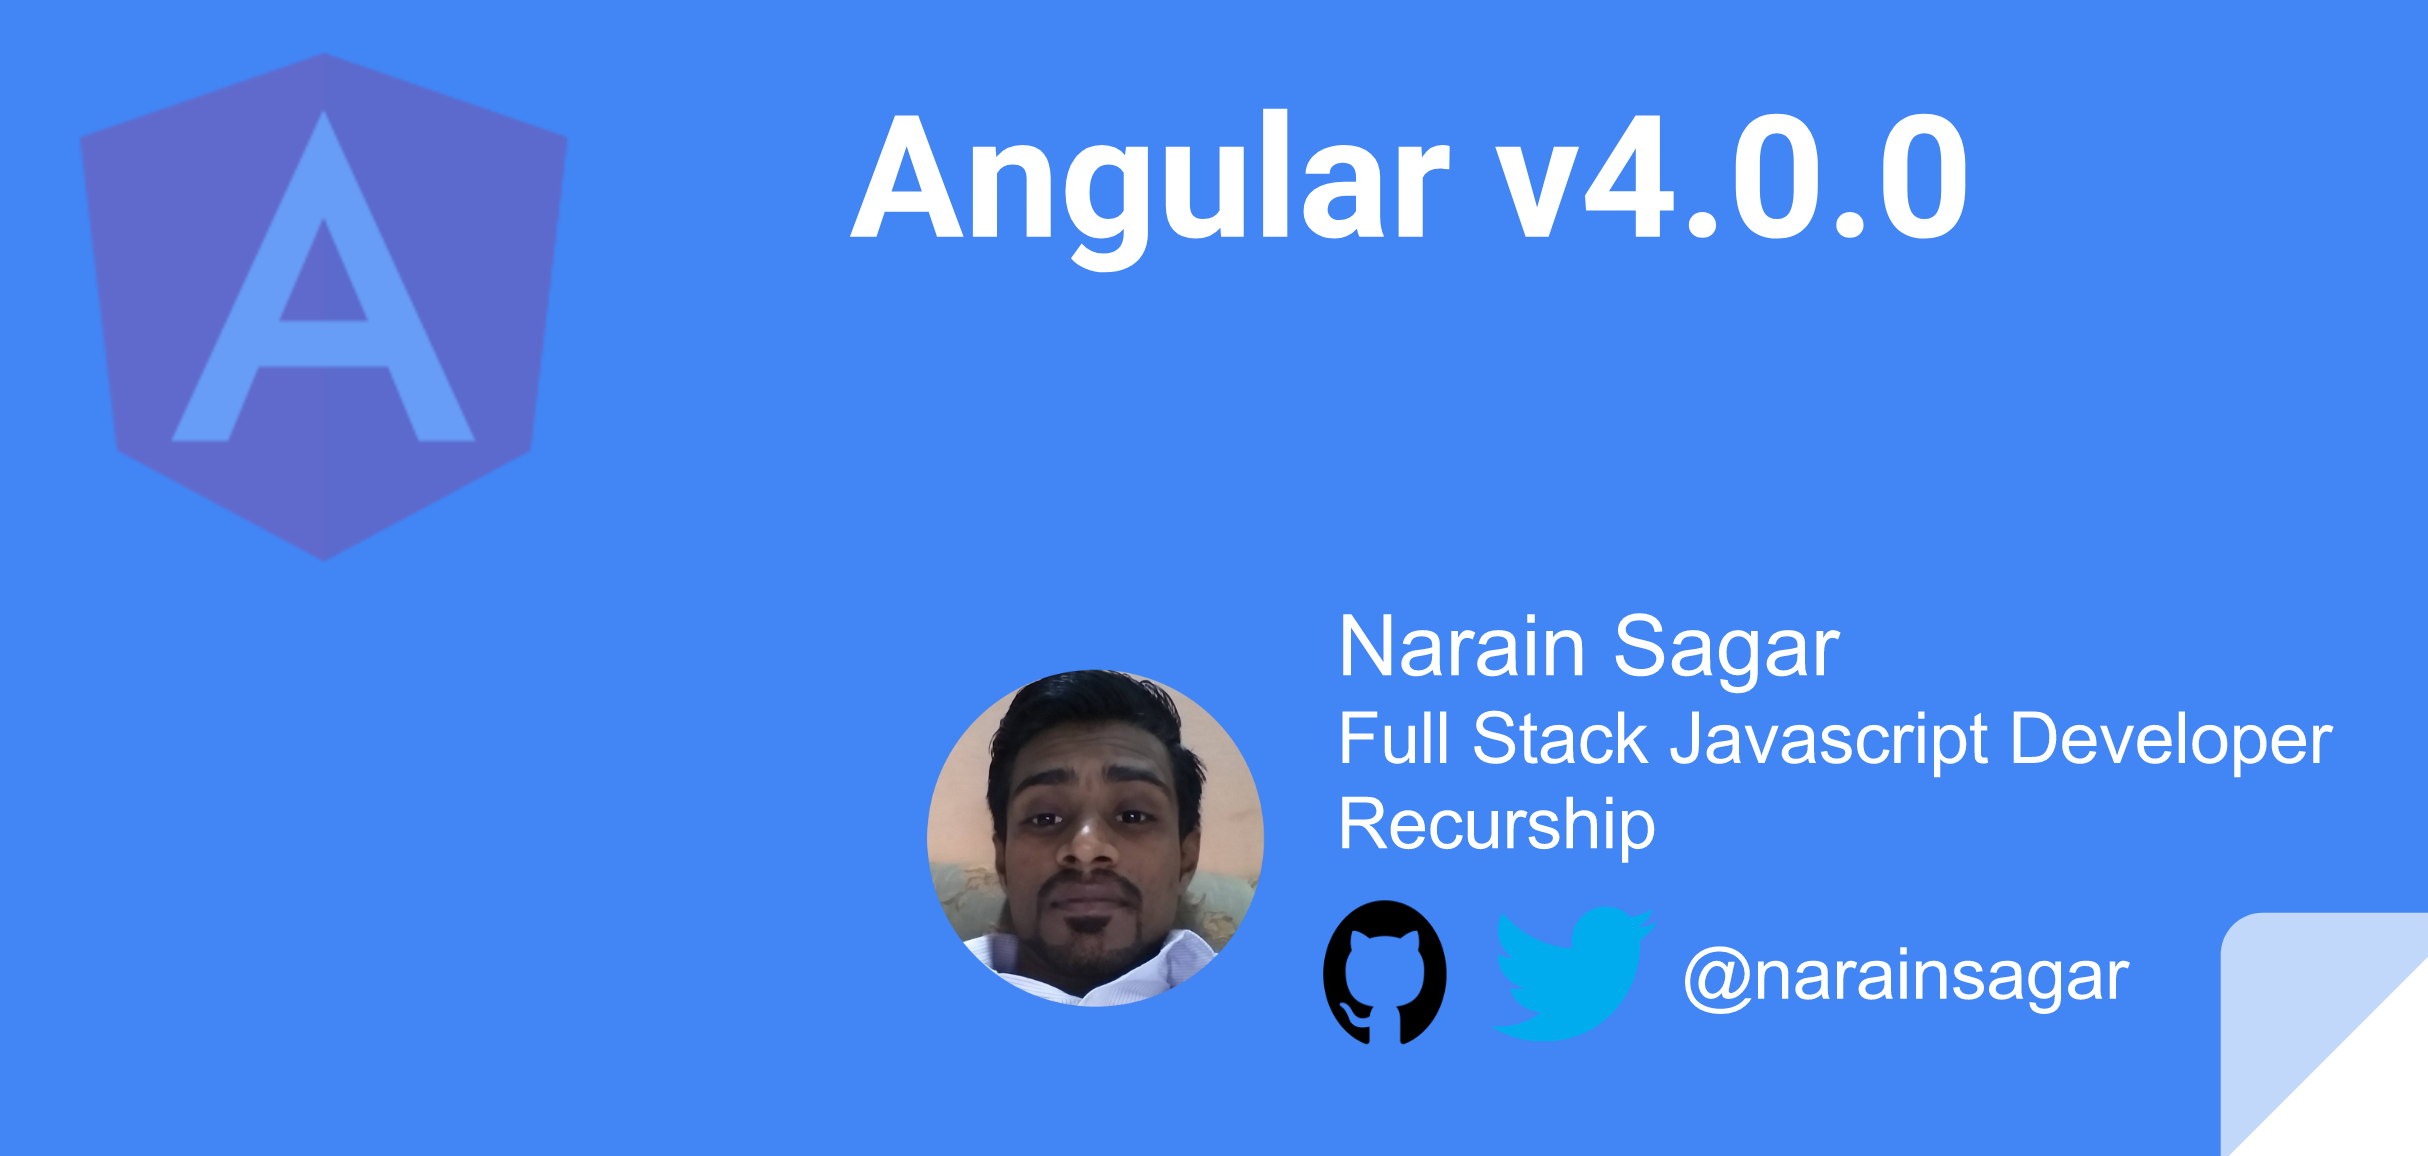 A
Angular v4.0.0
Narain Sagar
Full Stack Javascript Developer
Recurship
@narainsagar